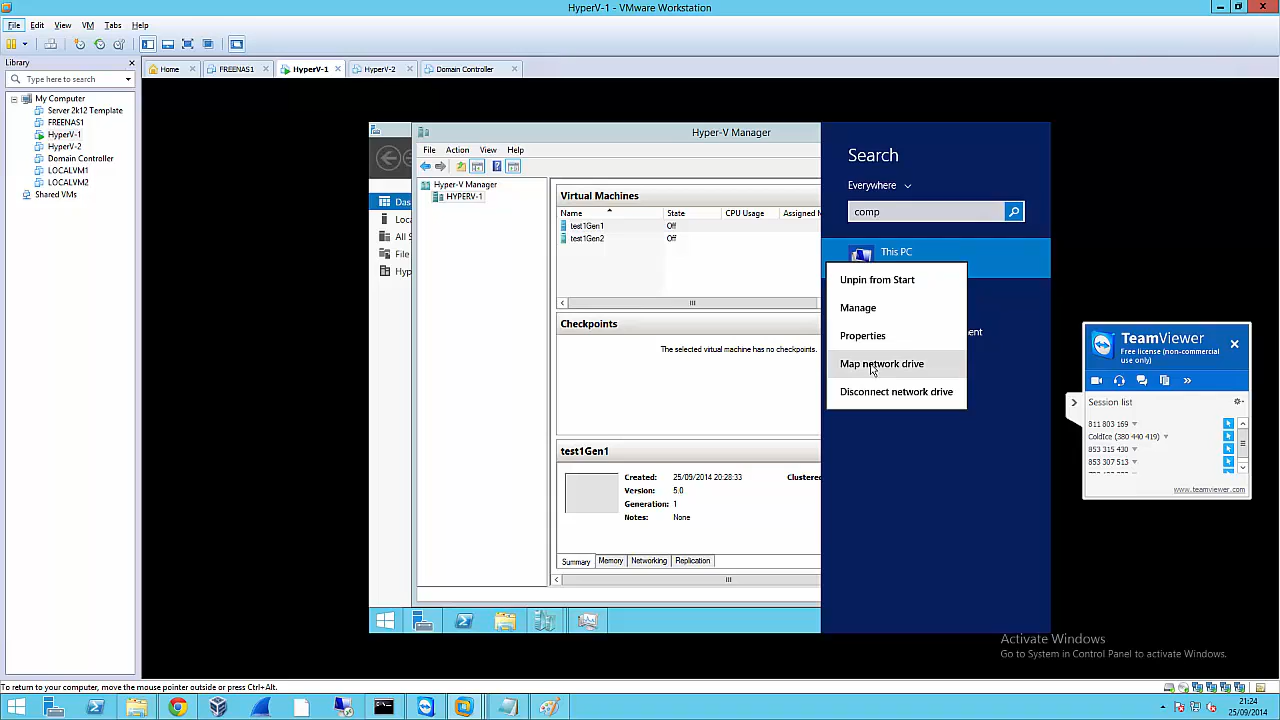 HyperV-1 - VMware Workstation
File Edit View VM Tabs Help
Library
Type here to search
My Computer
Server 2k12 Template
FREENAS1
HyperV-1
HyperV-2
Domain Controller
LOCALVM1
LOCALVM2
Shared VMs
Home FREENAS1 HyperV-1 HyperV-2 Domain Controller
Das
Loca
All S
File
Hyp
Hyper-V Manager
File Action View Help
Hyper-V Manager
HYPERV-1
Virtual Machines
Name State CPU Usage Assigned M
test1Gen1 Off
test1Gen2 Off
Checkpoints
The selected virtual machine has no checkpoints.
test1Gen1
Created: 25/09/2014 20:28:33 Clustered
Version: 5.0
Generation: 1
Notes: None
Summary Memory Networking Replication
Search
Everywhere
comp
This PC
ent
Unpin from Start
Manage
Properties
Map network drive
Disconnect network drive
TeamViewer
Free license (non-commercial
use only)
Session list
811 803 169
ColdIce (380 440 419)
853 315 430
853 307 513
www.teamviewer.com
Activate Windows
Go to System in Control Panel to activate Windows.
To return to your computer, move the mouse pointer outside or press Ctrl+Alt.
21:24
25/09/2014